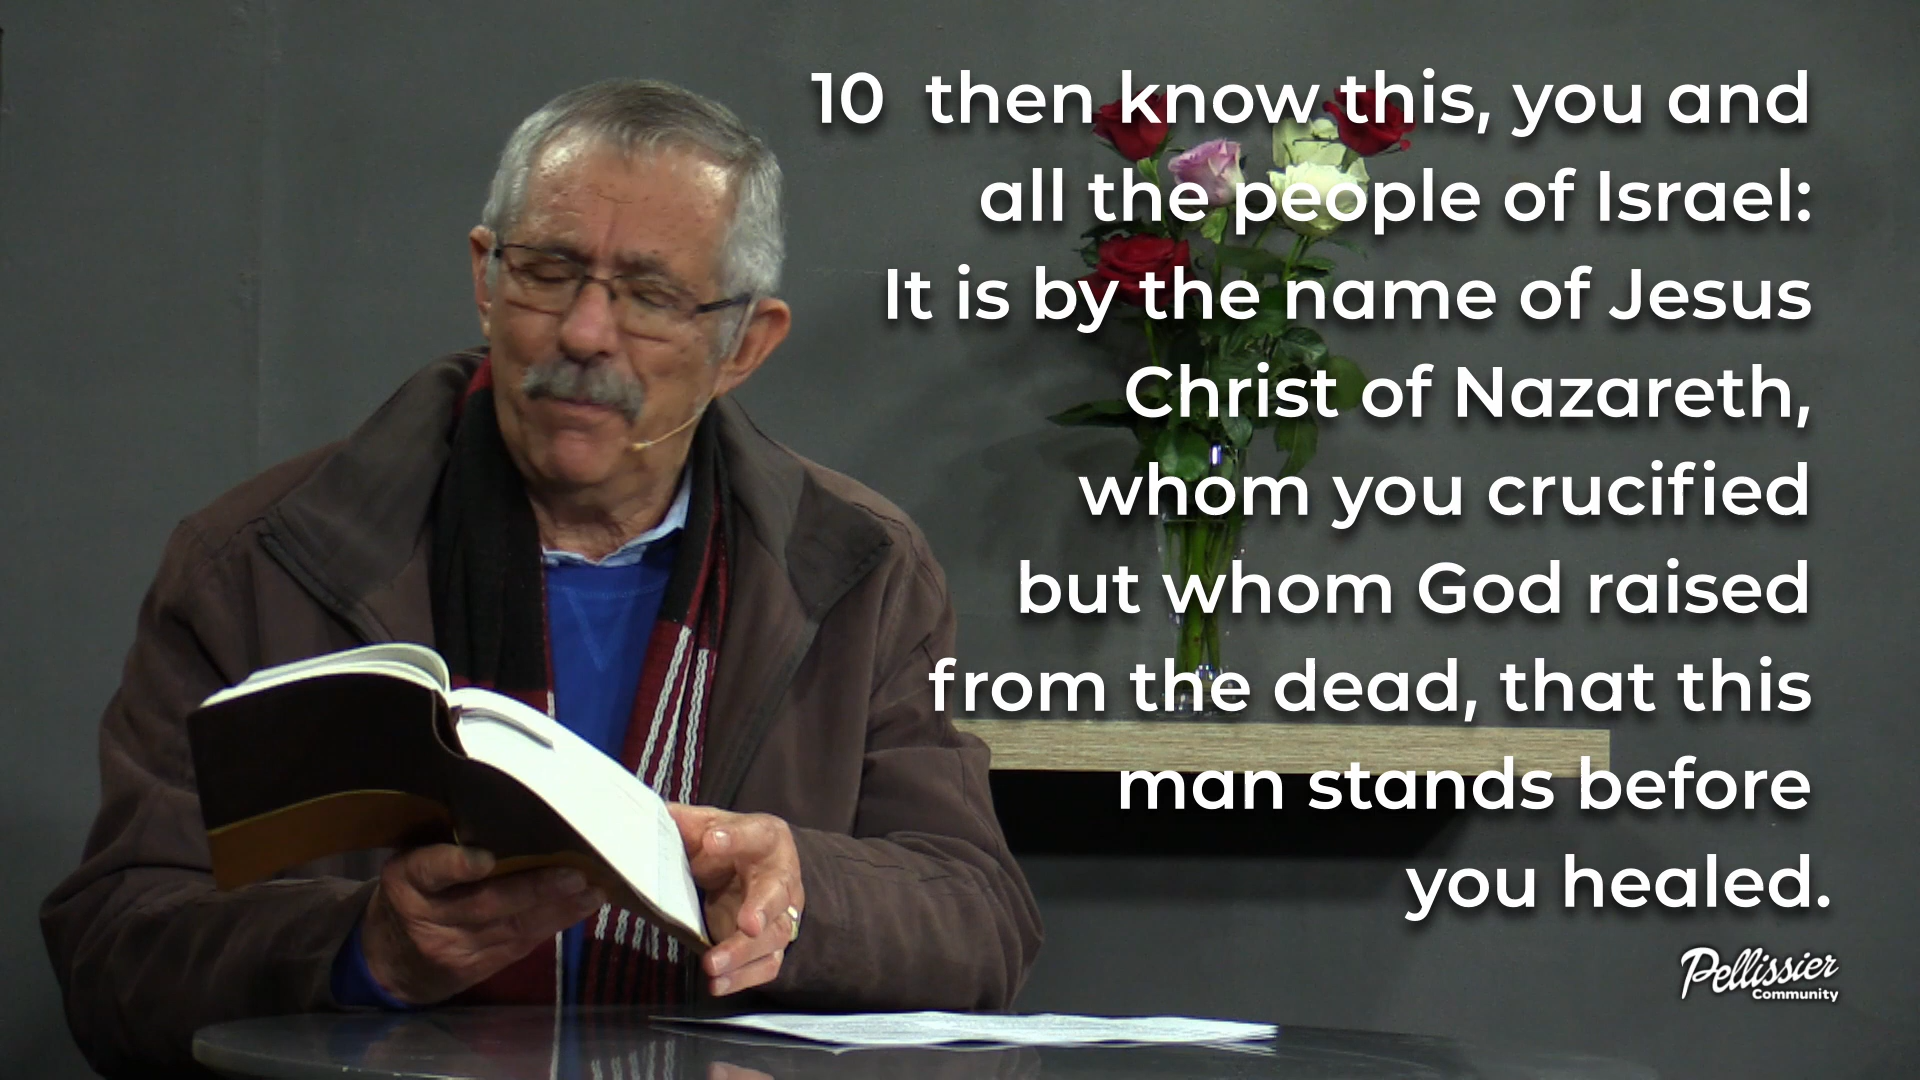 10  then know this, you and
all the people of Israel:
It is by the name of Jesus
Christ of Nazareth,
whom you crucified
but whom God raised
from the dead, that this
man stands before
you healed.
Pellissier
Community